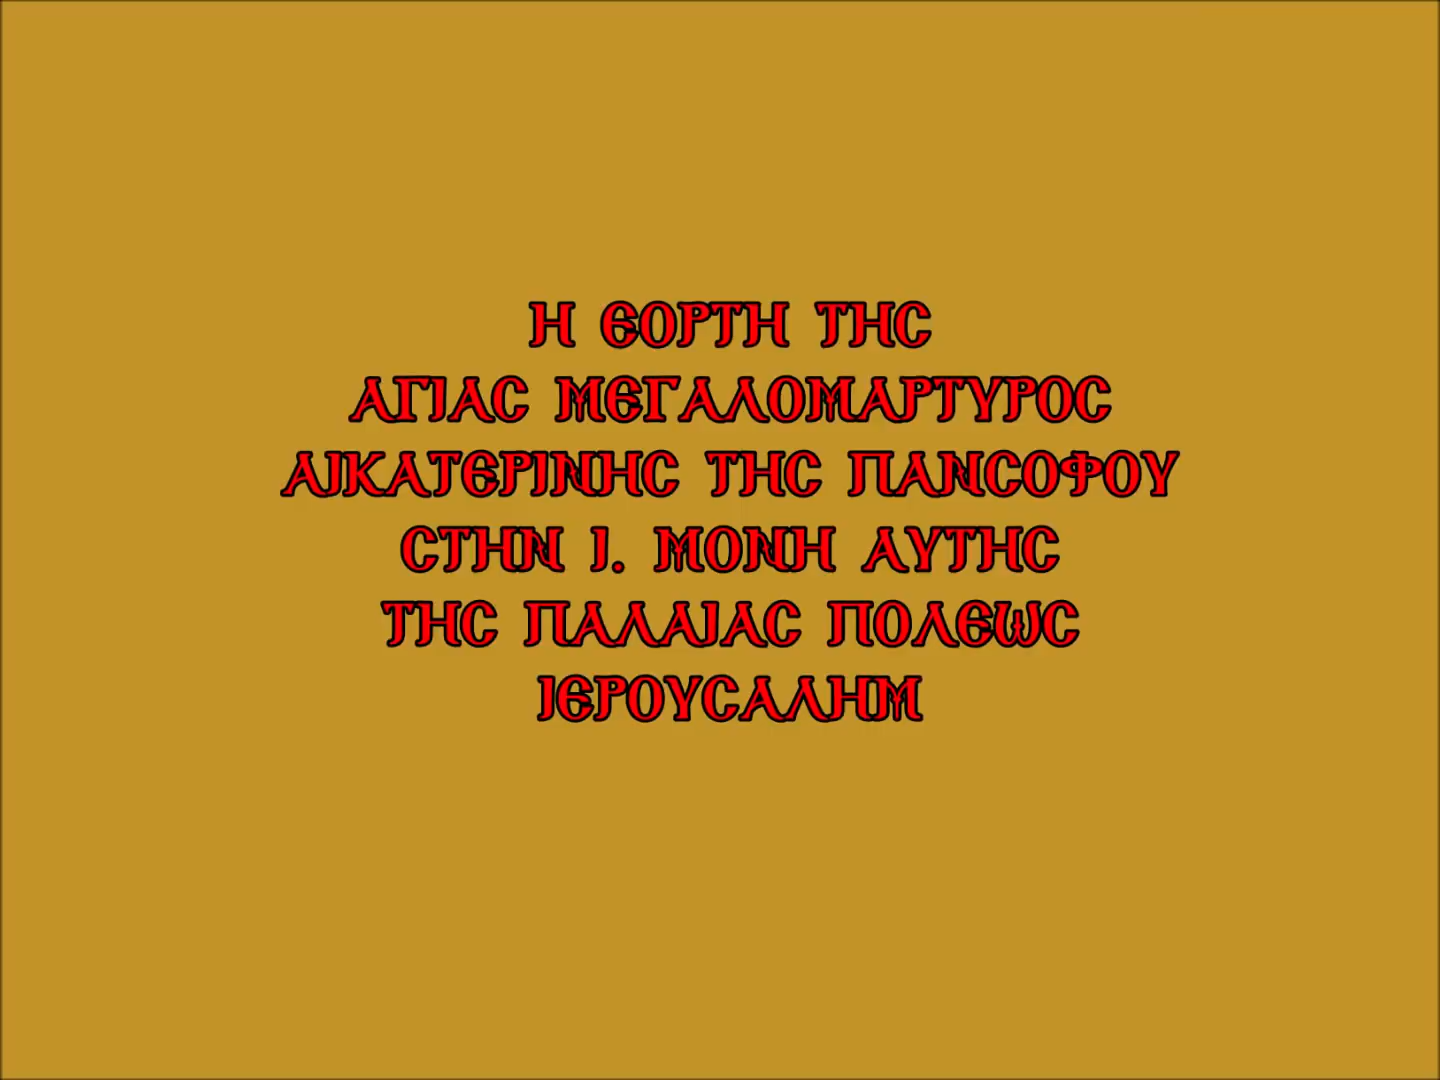 Η ΕΟΡΤΗ ΤΗΣ
ΑΓΙΑΣ ΜΕΓΑΛΟΜΑΡΤΥΡΟΣ
ΑΙΚΑΤΕΡΙΝΗΣ ΤΗΣ ΠΑΝΣΟΦΟΥ
ΣΤΗΝ Ι. ΜΟΝΗ ΑΥΤΗΣ
ΤΗΣ ΠΑΛΑΙΑΣ ΠΟΛΕΩΣ
ΙΕΡΟΥΣΑΛΗΜ